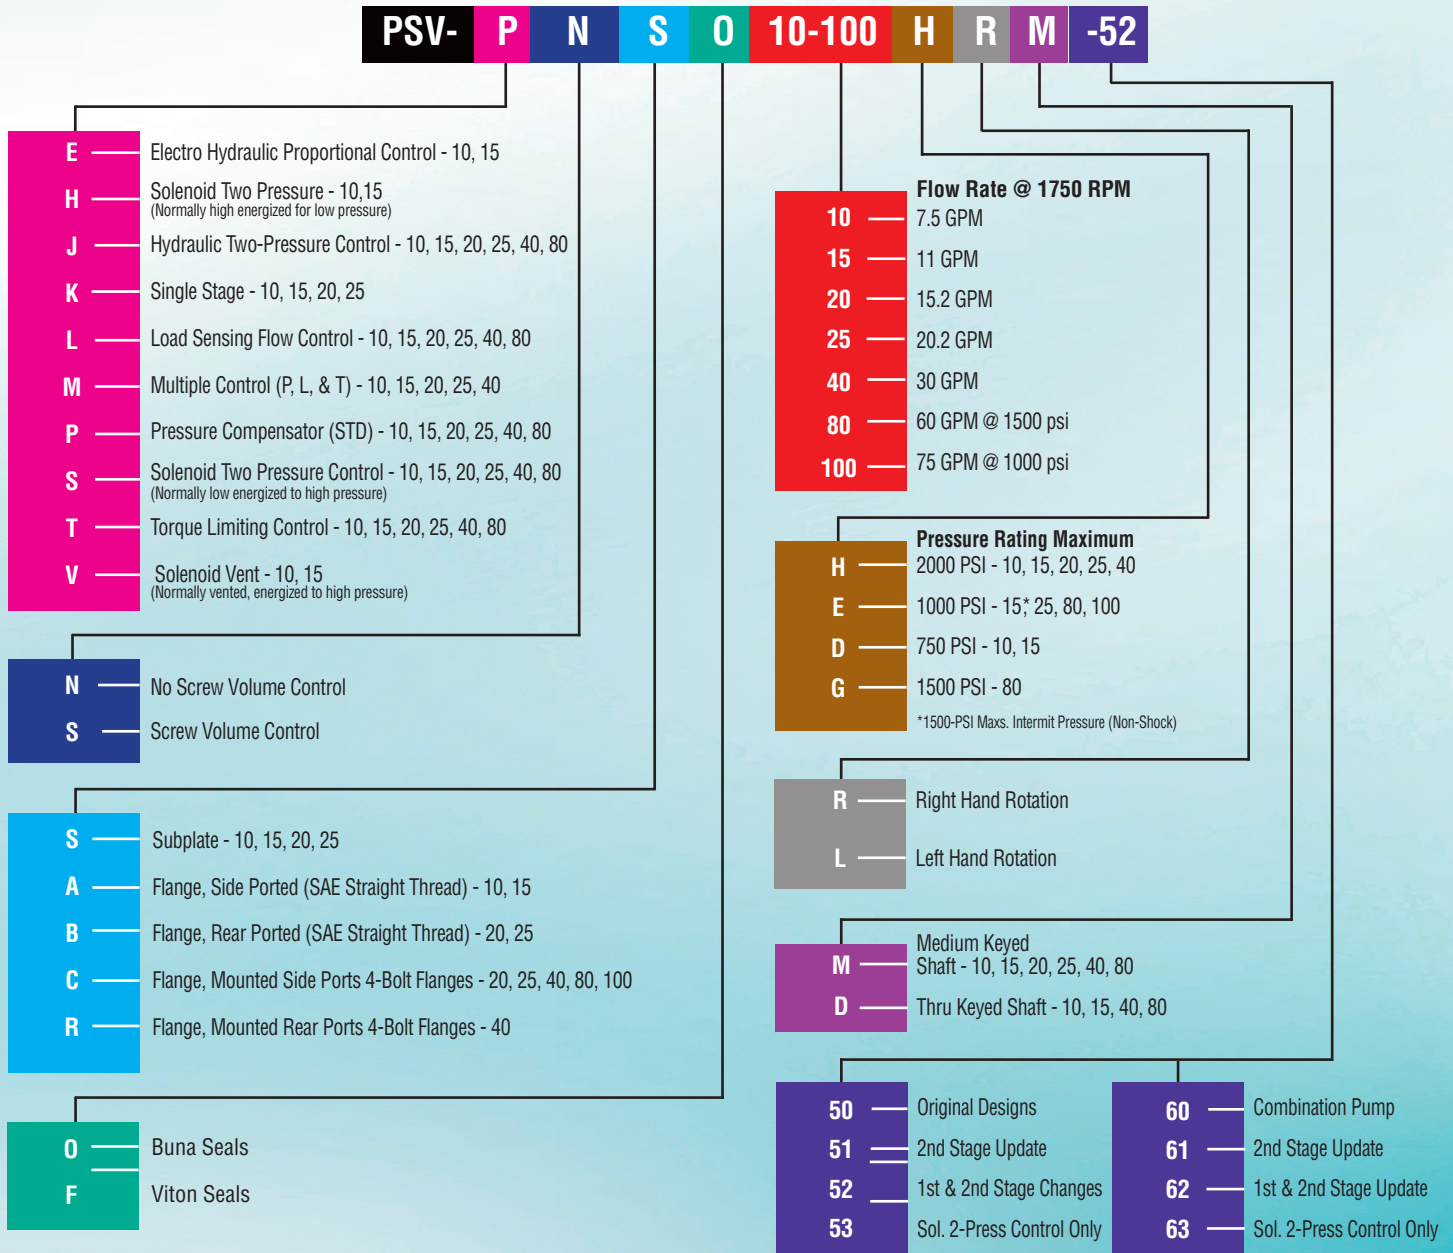 PSV- P N S O 10-100 H R M -52
E Electro Hydraulic Proportional Control - 10, 15
H Solenoid Two Pressure - 10,15
(Normally high energized for low pressure)
J Hydraulic Two-Pressure Control - 10, 15, 20, 25, 40, 80
K Single Stage - 10, 15, 20, 25
L Load Sensing Flow Control - 10, 15, 20, 25, 40, 80
M Multiple Control (P, L, & T) - 10, 15, 20, 25, 40
P Pressure Compensator (STD) - 10, 15, 20, 25, 40, 80
S Solenoid Two Pressure Control - 10, 15, 20, 25, 40, 80
(Normally low energized to high pressure)
T Torque Limiting Control - 10, 15, 20, 25, 40, 80
V Solenoid Vent - 10, 15
(Normally vented, energized to high pressure)
N No Screw Volume Control
S Screw Volume Control
S Subplate - 10, 15, 20, 25
A Flange, Side Ported (SAE Straight Thread) - 10, 15
B Flange, Rear Ported (SAE Straight Thread) - 20, 25
C Flange, Mounted Side Ports 4-Bolt Flanges - 20, 25, 40, 80, 100
R Flange, Mounted Rear Ports 4-Bolt Flanges - 40
O Buna Seals
F Viton Seals
Flow Rate @ 1750 RPM
10 7.5 GPM
15 11 GPM
20 15.2 GPM
25 20.2 GPM
40 30 GPM
80 60 GPM @ 1500 psi
100 75 GPM @ 1000 psi
Pressure Rating Maximum
H 2000 PSI - 10, 15, 20, 25, 40
E 1000 PSI - 15*, 25, 80, 100
D 750 PSI - 10, 15
G 1500 PSI - 80
*1500-PSI Maxs. Intermit Pressure (Non-Shock)
R Right Hand Rotation
L Left Hand Rotation
Medium Keyed
M Shaft - 10, 15, 20, 25, 40, 80
D Thru Keyed Shaft - 10, 15, 40, 80
50 Original Designs
51 2nd Stage Update
52 1st & 2nd Stage Changes
53 Sol. 2-Press Control Only
60 Combination Pump
61 2nd Stage Update
62 1st & 2nd Stage Update
63 Sol. 2-Press Control Only